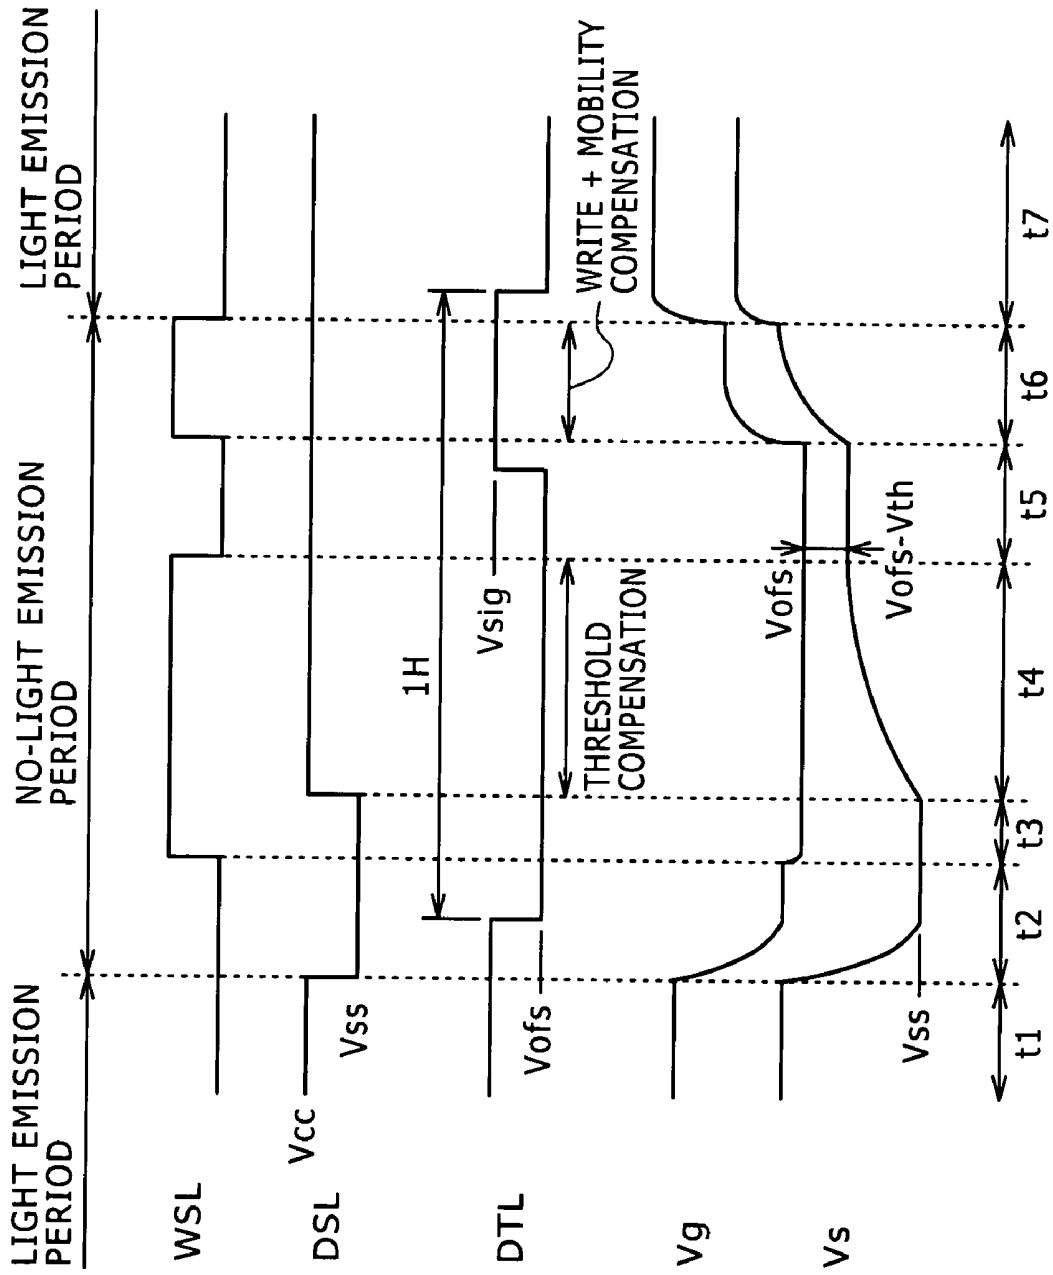 LIGHT EMISSION
PERIOD
NO-LIGHT EMISSION
PERIOD
LIGHT EMISSION
PERIOD
WSL
DSL
Vcc
Vss
1H
DTL
Vofs
Vsig
THRESHOLD
COMPENSATION
WRITE + MOBILITY
COMPENSATION
Vg
Vofs
Vs
Vss
Vofs-Vth
t1
t2
t3
t4
t5
t6
t7